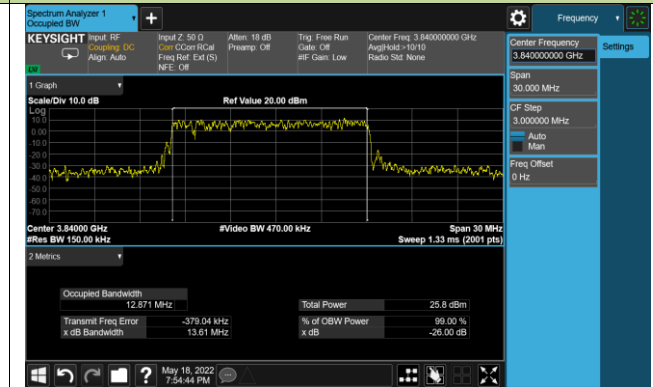 Spectrum Analyzer 1
Occupied BW
Frequency
KEYSIGHT
Input: RF
Coupling: DC
Align: Auto
Input Z: 50 Ω
Corr CCorr RCal
Freq Ref: Ext (S)
NFE: Off
Atten: 18 dB
Preamp: Off
Trig: Free Run
Gate: Off
#IF Gain: Low
Center Freq: 3.840000000 GHz
Avg|Hold:>10/10
Radio Std: None
Center Frequency
3.840000000 GHz
Settings
Span
30.000 MHz
CF Step
3.000000 MHz
Auto
Man
Freq Offset
0 Hz
1 Graph
Scale/Div 10.0 dB
Ref Value 20.00 dBm
Log
10.0
0.00
-10.0
-20.0
-30.0
-40.0
-50.0
-60.0
-70.0
Center 3.84000 GHz
#Video BW 470.00 kHz
Span 30 MHz
#Res BW 150.00 kHz
Sweep 1.33 ms (2001 pts)
2 Metrics
Occupied Bandwidth
12.871 MHz
Total Power
25.8 dBm
Transmit Freq Error
-379.04 kHz
% of OBW Power
99.00 %
x dB Bandwidth
13.61 MHz
x dB
-26.00 dB
May 18, 2022
7:54:44 PM